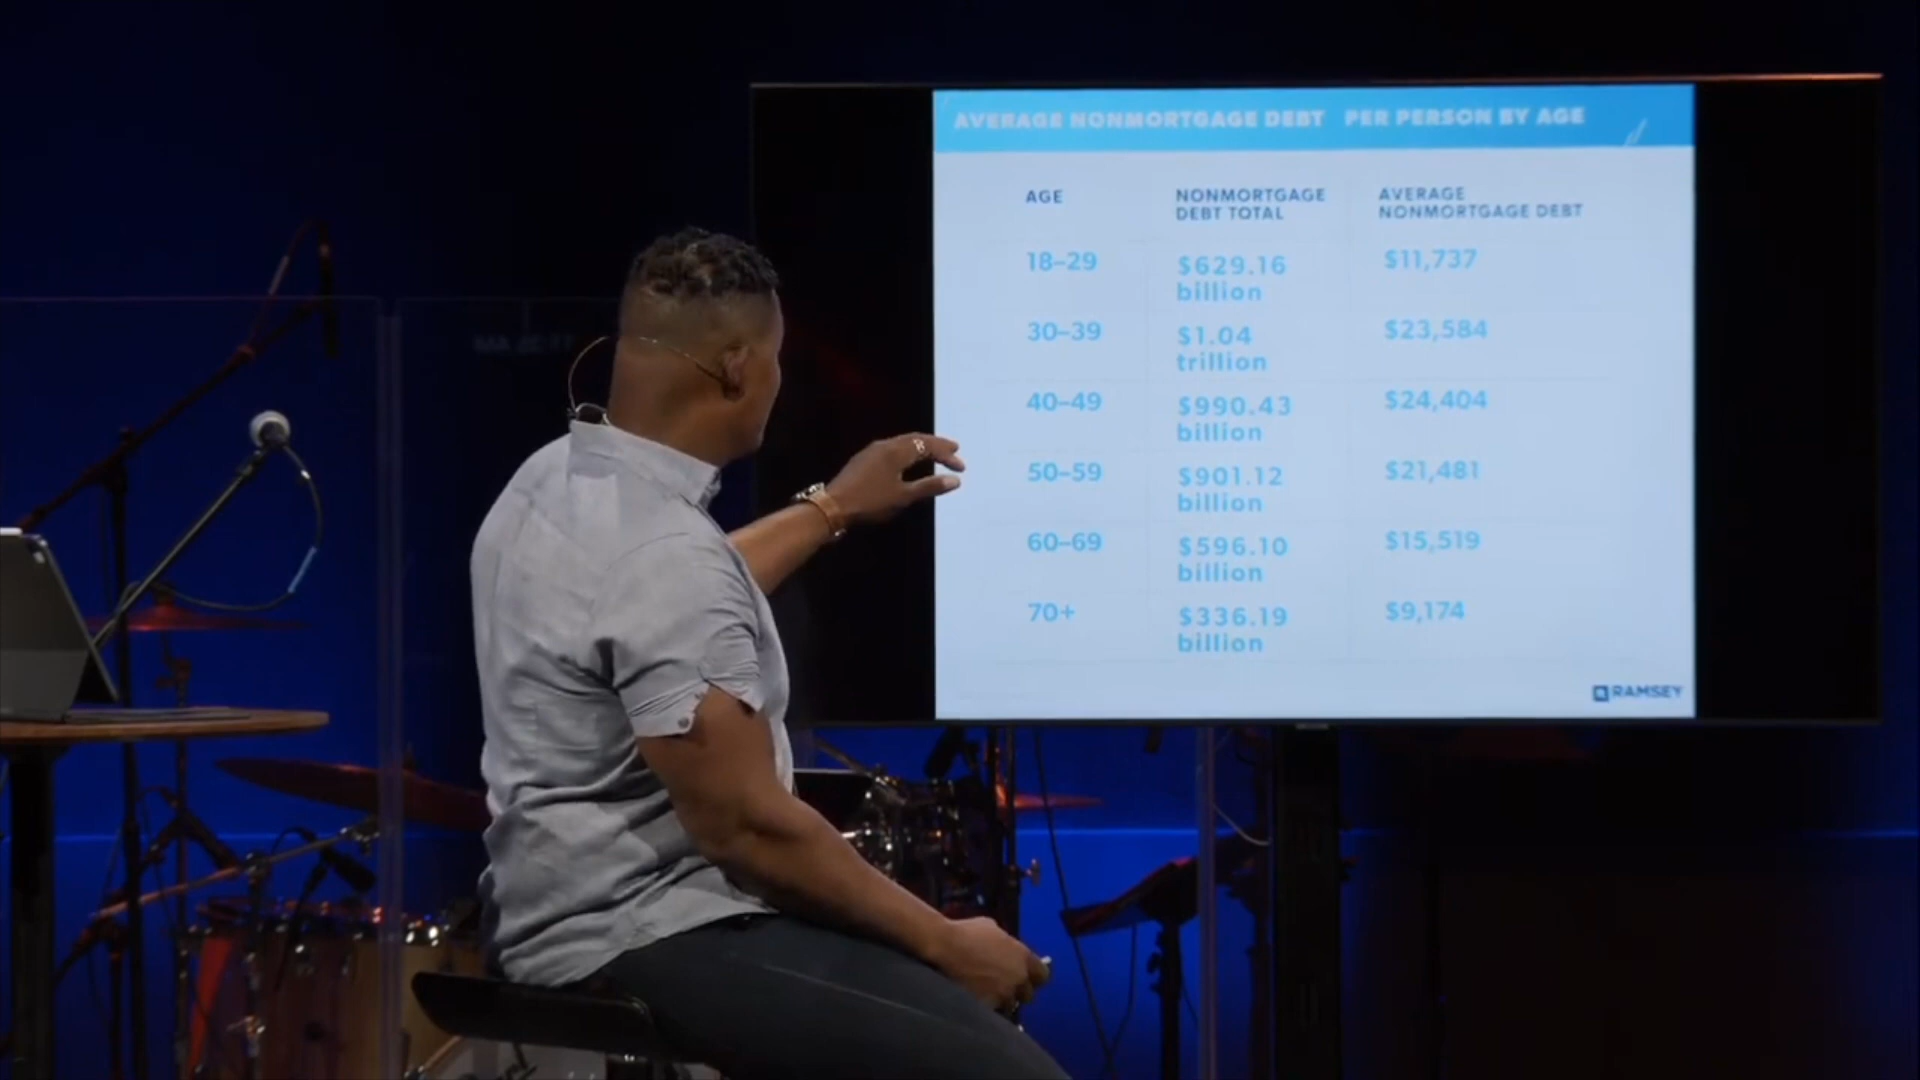 AVERAGE NONMORTGAGE DEBT PER PERSON BY AGE
AGE
NONMORTGAGE
DEBT TOTAL
AVERAGE
NONMORTGAGE DEBT
18–29
$629.16
billion
$11,737
30–39
$1.04
trillion
$23,584
40–49
$990.43
billion
$24,404
50–59
$901.12
billion
$21,481
60–69
$596.10
billion
$15,519
70+
$336.19
billion
$9,174
RAMSEY